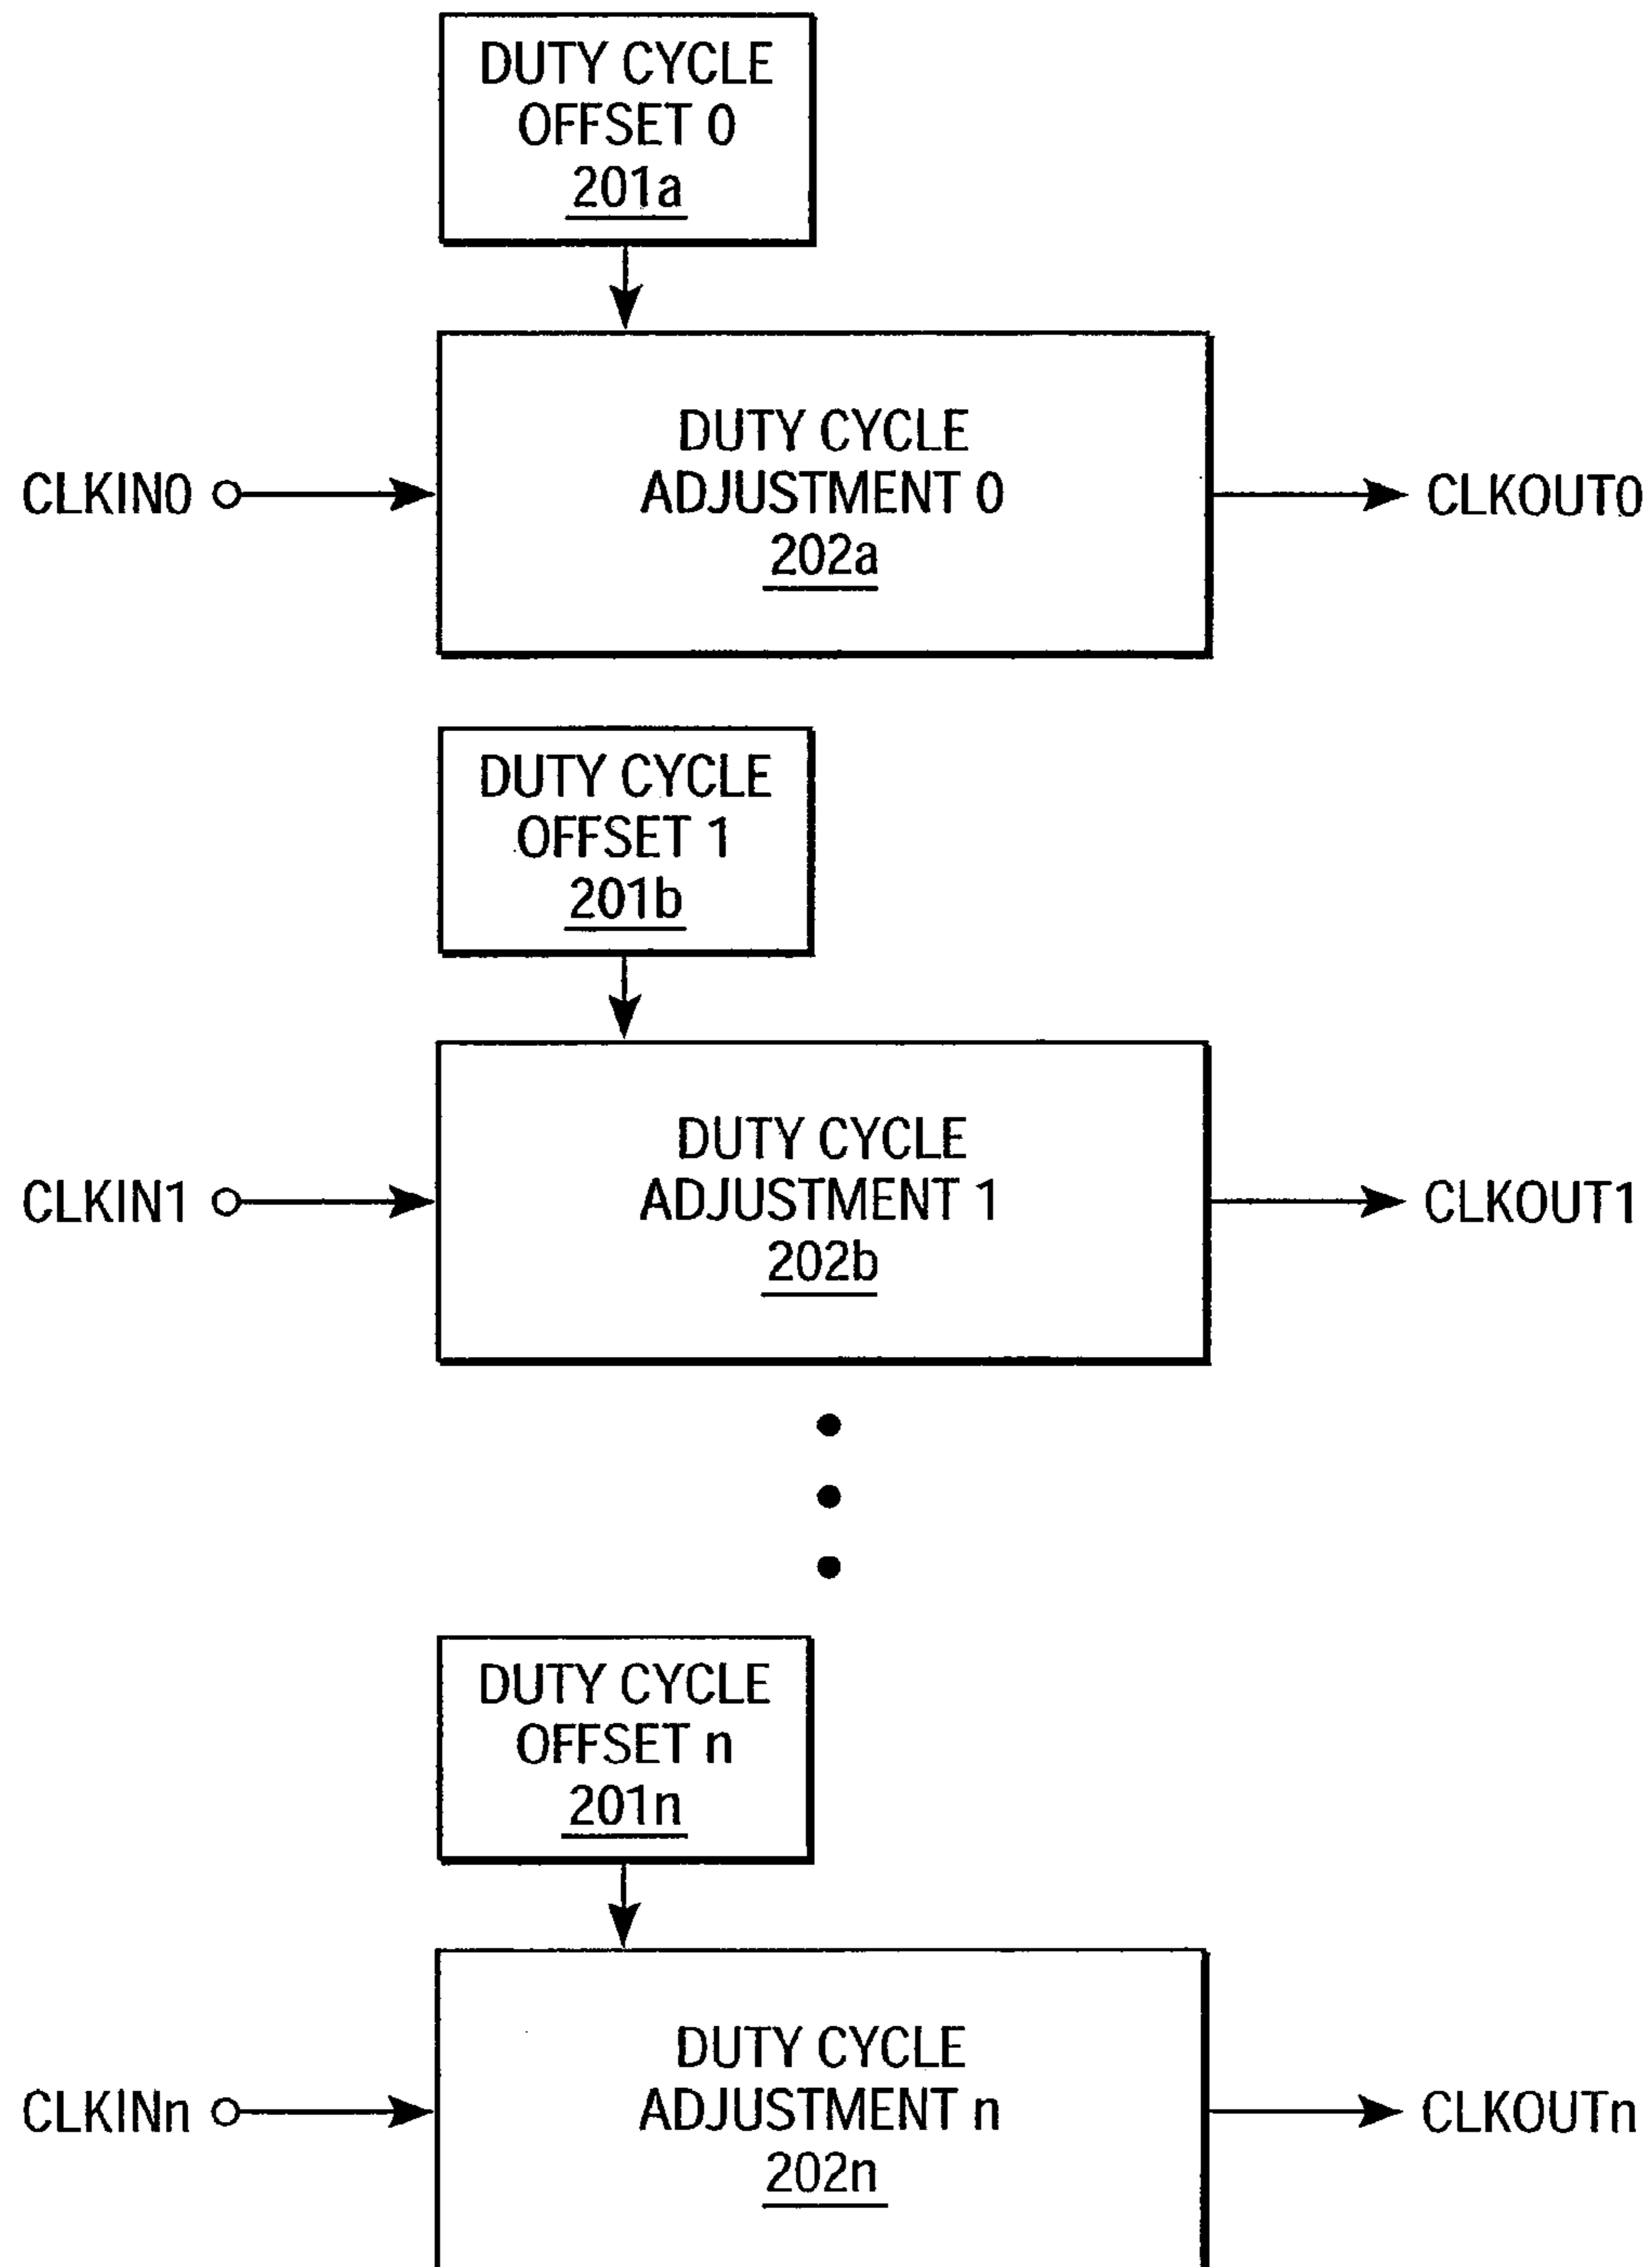 DUTY CYCLE
OFFSET 0
201a
DUTY CYCLE
ADJUSTMENT 0
202a
CLKIN0
CLKOUT0
DUTY CYCLE
OFFSET 1
201b
DUTY CYCLE
ADJUSTMENT 1
202b
CLKIN1
CLKOUT1
DUTY CYCLE
OFFSET n
201n
DUTY CYCLE
ADJUSTMENT n
202n
CLKINn
CLKOUTn